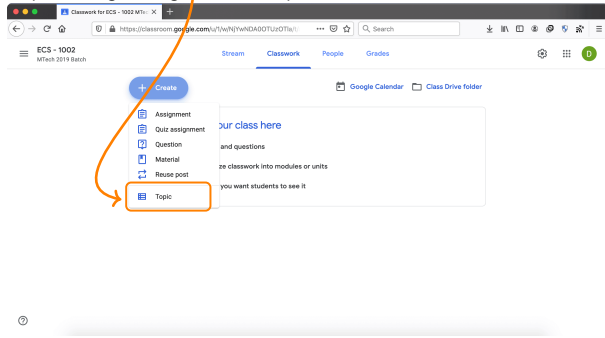 Classwork for ECS - 1002 MTe
https://classroom.google.com/u/1/w/NjYwNDA0OTUzOTIe/t
Search
ECS - 1002
MTech 2019 Batch
Stream
Classwork
People
Grades
D
Create
Google Calendar
Class Drive folder
Assignment
Quiz assignment
Question
Material
Reuse post
Topic
our class here
and questions
ze classwork into modules or units
you want students to see it